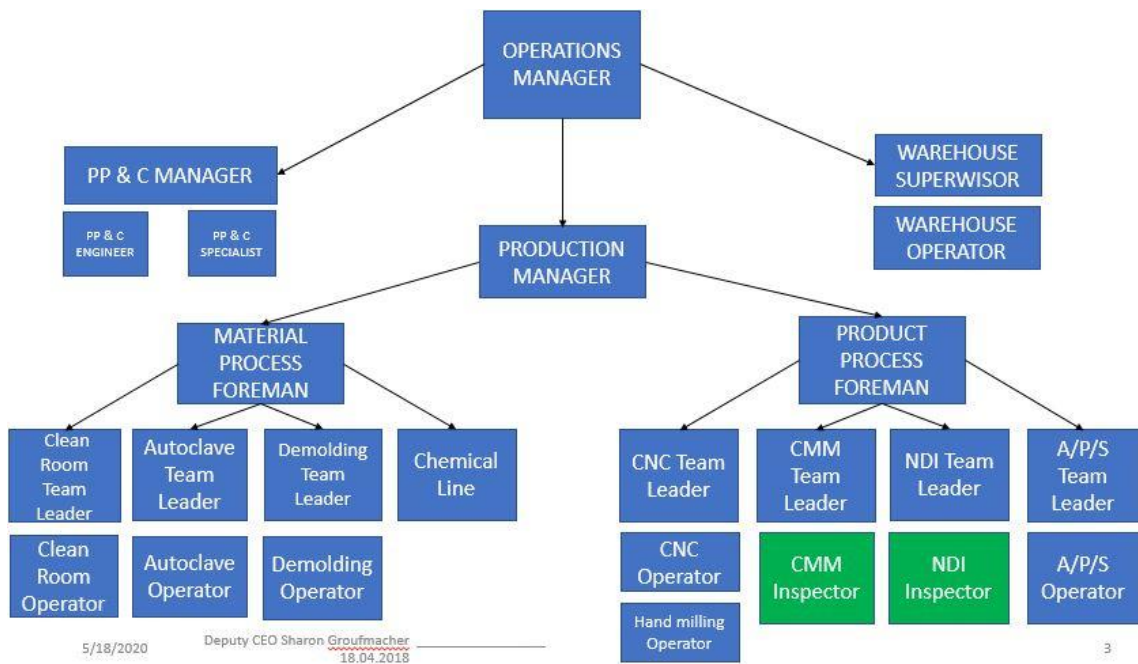 OPERATIONS
MANAGER
PP & C MANAGER
WAREHOUSE
SUPERWISOR
PP & C
ENGINEER
PP & C
SPECIALIST
WAREHOUSE
OPERATOR
PRODUCTION
MANAGER
MATERIAL
PROCESS
FOREMAN
PRODUCT
PROCESS
FOREMAN
Clean
Room
Team
Leader
Autoclave
Team
Leader
Demolding
Team
Leader
Chemical
Line
CNC Team
Leader
CMM
Team
Leader
NDI Team
Leader
A/P/S
Team
Leader
Clean
Room
Operator
Autoclave
Operator
Demolding
Operator
CNC
Operator
CMM
Inspector
NDI
Inspector
A/P/S
Operator
Hand milling
Operator
5/18/2020
Deputy CEO Sharon Groufmacher ____________
18.04.2018
3